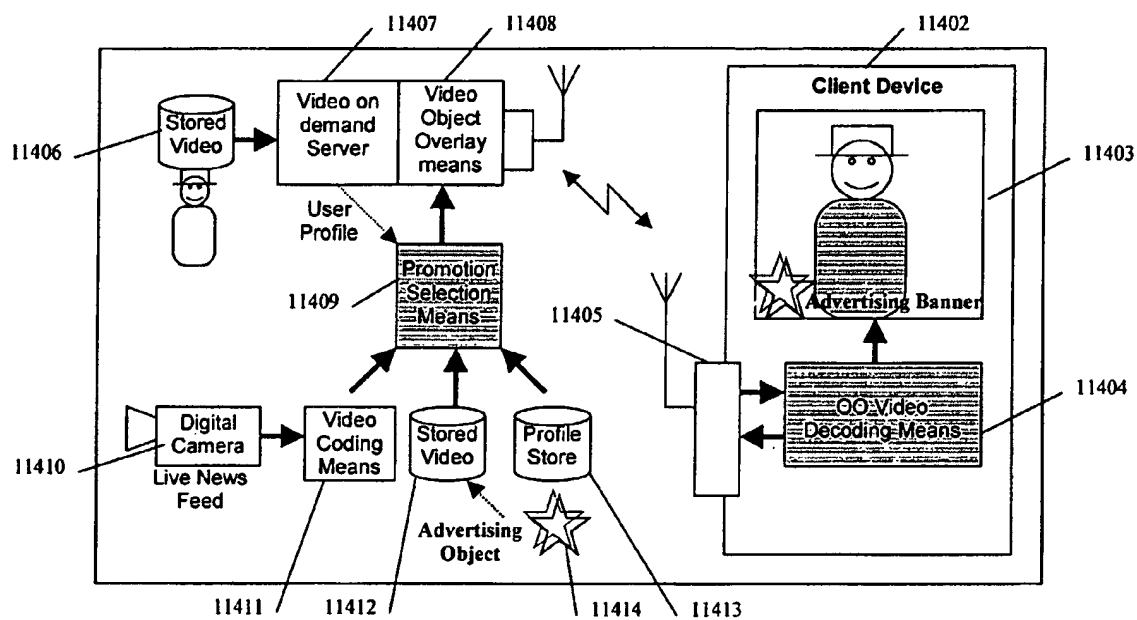 11407
11408
11402
Client Device
Stored
Video
Video on
demand
Server
Video
Object
Overlay
means
11406
11403
User
Profile
Promotion
Selection
Means
11409
Advertising Banner
11405
OO Video
Decoding Means
11404
Digital
Camera
Video
Coding
Means
Stored
Video
Profile
Store
11410
Live News
Feed
Advertising
Object
11411
11412
11414
11413